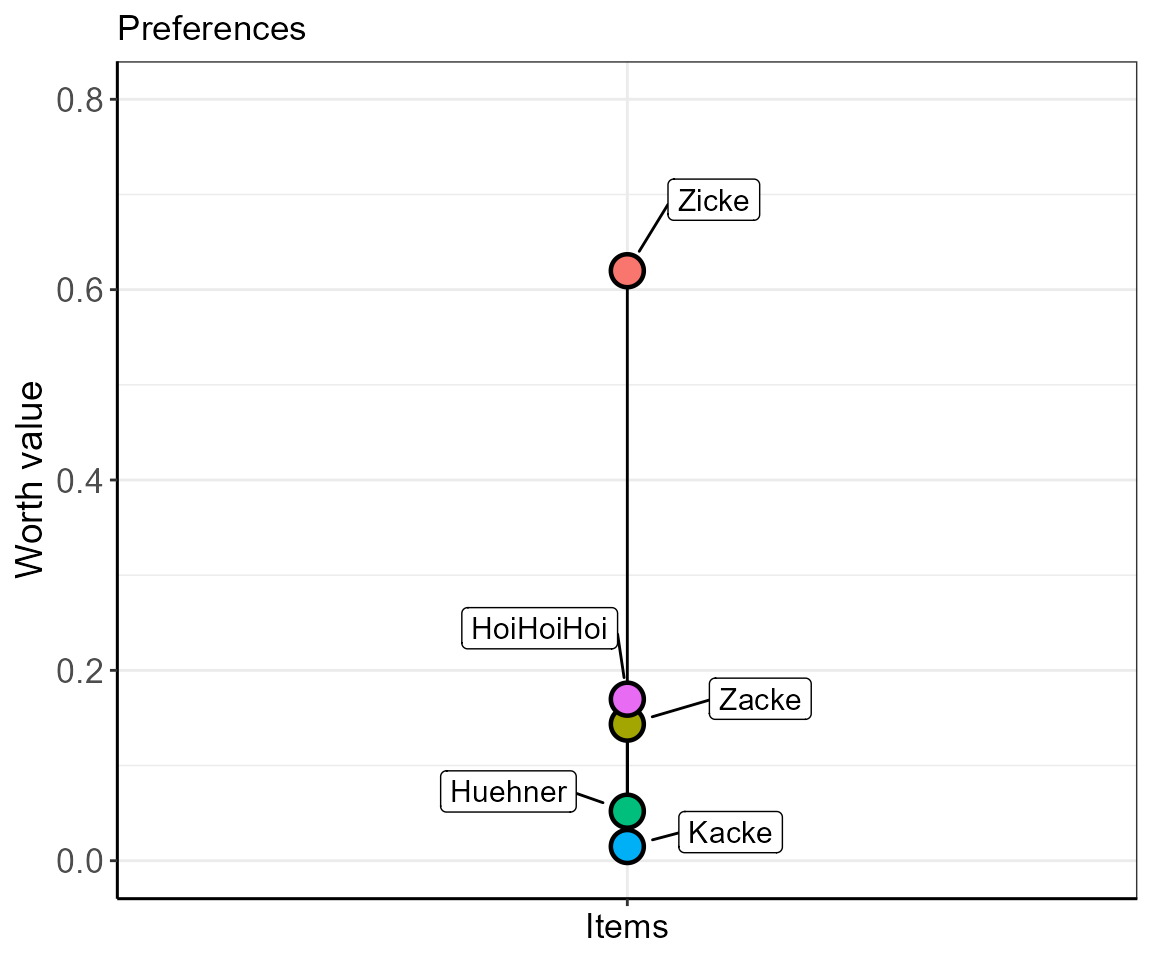 Preferences
0.8
Zicke
0.6
0.4
HoiHoiHoi
0.2
Zacke
Huehner
Kacke
0.0
Items
Worth value